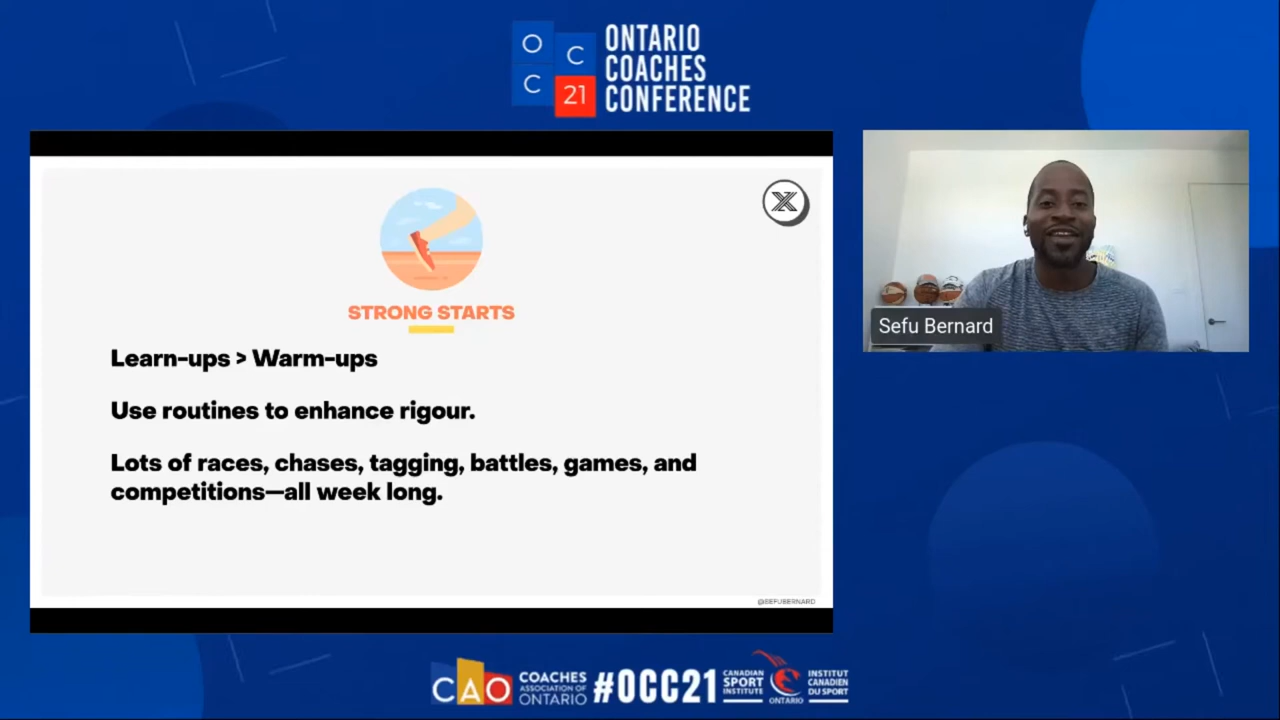 O
C
C
21
ONTARIO
COACHES
CONFERENCE
STRONG STARTS
Learn-ups > Warm-ups
Use routines to enhance rigour.
Lots of races, chases, tagging, battles, games, and
competitions—all week long.
@SEFUBERNARD
Sefu Bernard
CAO
COACHES
ASSOCIATION OF
ONTARIO
#OCC21
CANADIAN
SPORT
INSTITUTE
ONTARIO
INSTITUT
CANADIEN
DU SPORT